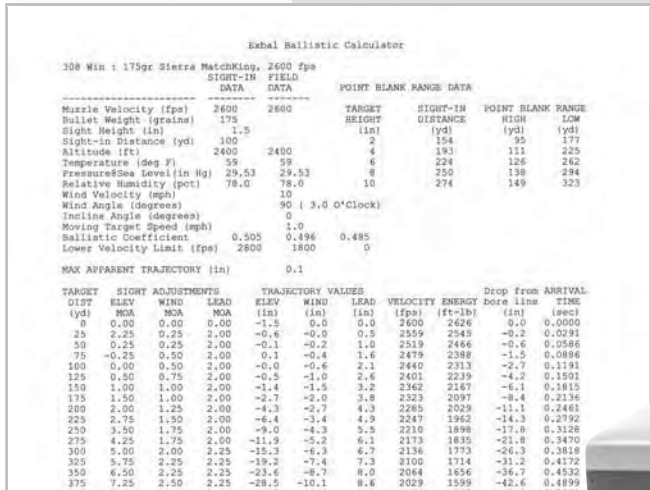 Exbal Ballistic Calculator
308 Win : 175gr Sierra MatchKing, 2600 fps
SIGHT-IN FIELD
DATA DATA POINT BLANK RANGE DATA
Muzzle Velocity (fps) 2600 2600 TARGET SIGHT-IN POINT BLANK RANGE
Bullet Weight (grains) 175 HEIGHT DISTANCE HIGH LOW
Sight Height (in) 1.5 (in) (yd) (yd) (yd)
Sight-in Distance (yd) 100 2 154 95 177
Altitude (ft) 2400 2400 4 193 111 225
Temperature (deg F) 59 59 6 224 126 262
Pressure@Sea Level(in Hg) 29.53 29.53 8 250 138 294
Relative Humidity (pct) 78.0 78.0 10 274 149 323
Wind Velocity (mph) 10
Wind Angle (degrees) 90 ( 3.0 O'Clock)
Incline Angle (degrees) 0
Moving Target Speed (mph) 1.0
Ballistic Coefficient 0.505 0.496 0.485
Lower Velocity Limit (fps) 2800 1800 0
MAX APPARENT TRAJECTORY (in) 0.1
TARGET SIGHT ADJUSTMENTS TRAJECTORY VALUES Drop from ARRIVAL
DIST ELEV WIND LEAD ELEV WIND LEAD VELOCITY ENERGY bore line TIME
(yd) MOA MOA MOA (in) (in) (in) (fps) (ft-lb) (in) (sec)
0 0.00 0.00 0.00 -1.5 0.0 0.0 2600 2626 0.0 0.0000
25 2.25 0.25 2.00 -0.6 -0.0 0.5 2559 2545 -0.2 0.0291
50 0.25 0.25 2.00 -0.1 -0.2 1.0 2519 2466 -0.6 0.0586
75 -0.25 0.50 2.00 0.1 -0.4 1.6 2479 2388 -1.5 0.0886
100 0.00 0.50 2.00 -0.0 -0.6 2.1 2440 2313 -2.7 0.1191
125 0.50 0.75 2.00 -0.5 -1.0 2.6 2401 2239 -4.2 0.1501
150 1.00 1.00 2.00 -1.4 -1.5 3.2 2362 2167 -6.1 0.1815
175 1.50 1.00 2.00 -2.7 -2.0 3.8 2323 2097 -8.4 0.2136
200 2.00 1.25 2.00 -4.3 -2.7 4.3 2285 2029 -11.1 0.2461
225 2.75 1.50 2.00 -6.4 -3.4 4.9 2247 1962 -14.3 0.2792
250 3.50 1.75 2.00 -9.0 -4.3 5.5 2210 1898 -17.8 0.3128
275 4.25 1.75 2.00 -11.9 -5.2 6.1 2173 1835 -21.8 0.3470
300 5.00 2.00 2.25 -15.3 -6.3 6.7 2136 1773 -26.3 0.3818
325 5.75 2.25 2.25 -19.2 -7.4 7.3 2100 1714 -31.2 0.4172
350 6.50 2.25 2.25 -23.6 -8.7 8.0 2064 1656 -36.7 0.4532
375 7.25 2.50 2.25 -28.5 -10.1 8.6 2029 1599 -42.6 0.4899